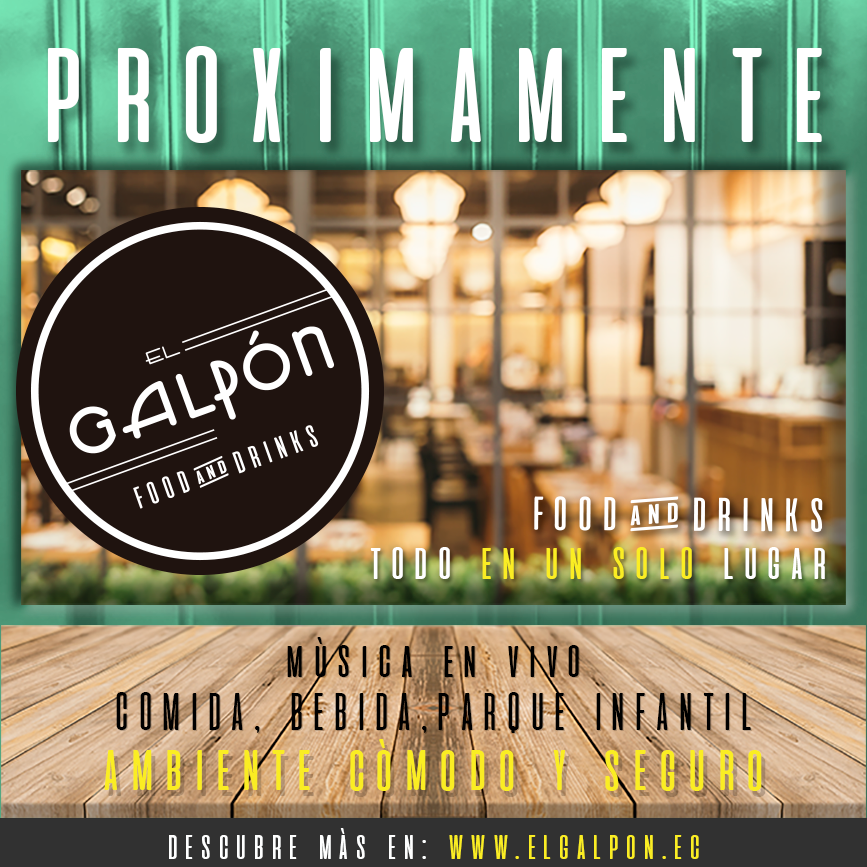 PROXIMAMENTE
EL
GALPÓN
FOOD AND DRINKS
FOOD AND DRINKS
TODO EN UN SOLO LUGAR
MÙSICA EN VIVO
COMIDA, BEBIDA,PARQUE INFANTIL
AMBIENTE CÒMODO Y SEGURO
DESCUBRE MÀS EN: WWW.ELGALPON.EC